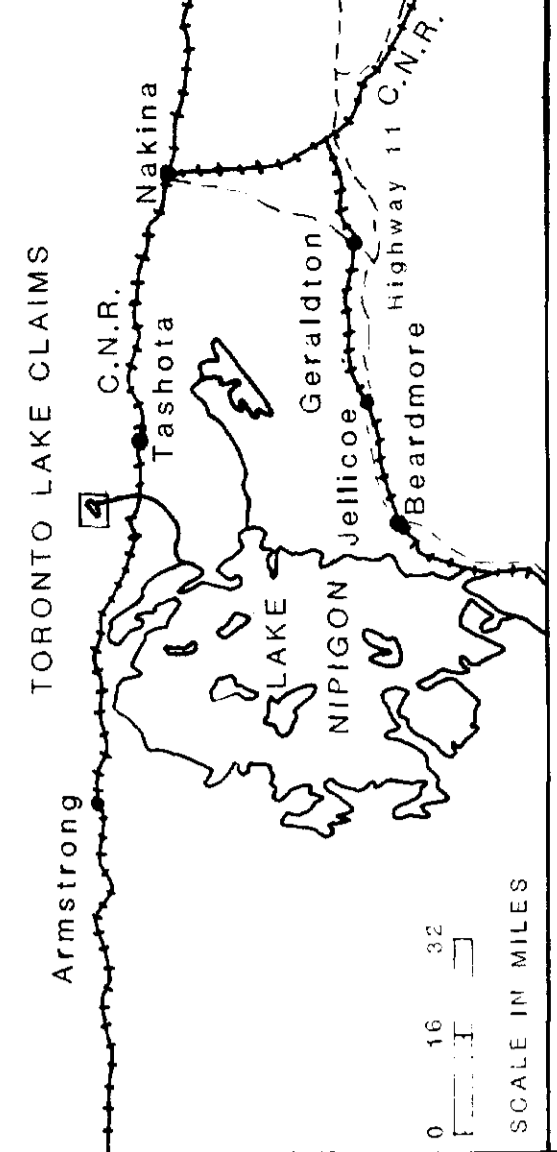 TORONTO LAKE CLAIMS
Armstrong
C.N.R.
Tashota
Nakina
LAKE
NIPIGON
Geraldton
Jellicoe
Beardmore
Highway 11
C.N.R.
0 16 32
SCALE IN MILES